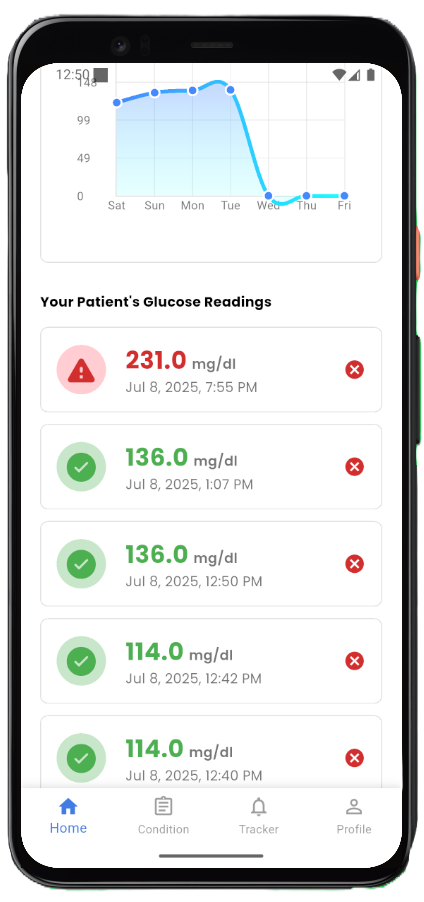 12:50
148
99
49
0
Sat Sun Mon Tue Wed Thu Fri
Your Patient's Glucose Readings
231.0 mg/dl
Jul 8, 2025, 7:55 PM
136.0 mg/dl
Jul 8, 2025, 1:07 PM
136.0 mg/dl
Jul 8, 2025, 12:50 PM
114.0 mg/dl
Jul 8, 2025, 12:42 PM
114.0 mg/dl
Jul 8, 2025, 12:40 PM
Home Condition Tracker Profile